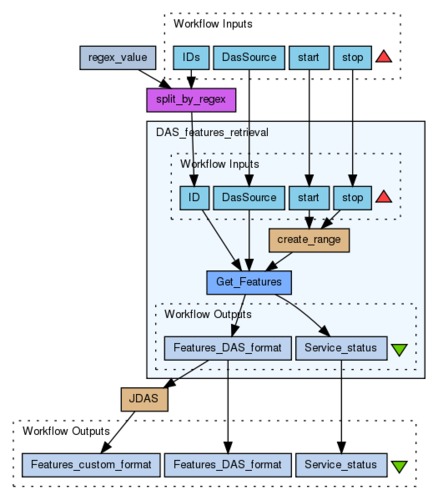 Workflow Inputs
regex_value
IDs
DasSource
start
stop
split_by_regex
DAS_features_retrieval
Workflow Inputs
ID
DasSource
start
stop
create_range
Get_Features
Workflow Outputs
Features_DAS_format
Service_status
JDAS
Workflow Outputs
Features_custom_format
Features_DAS_format
Service_status